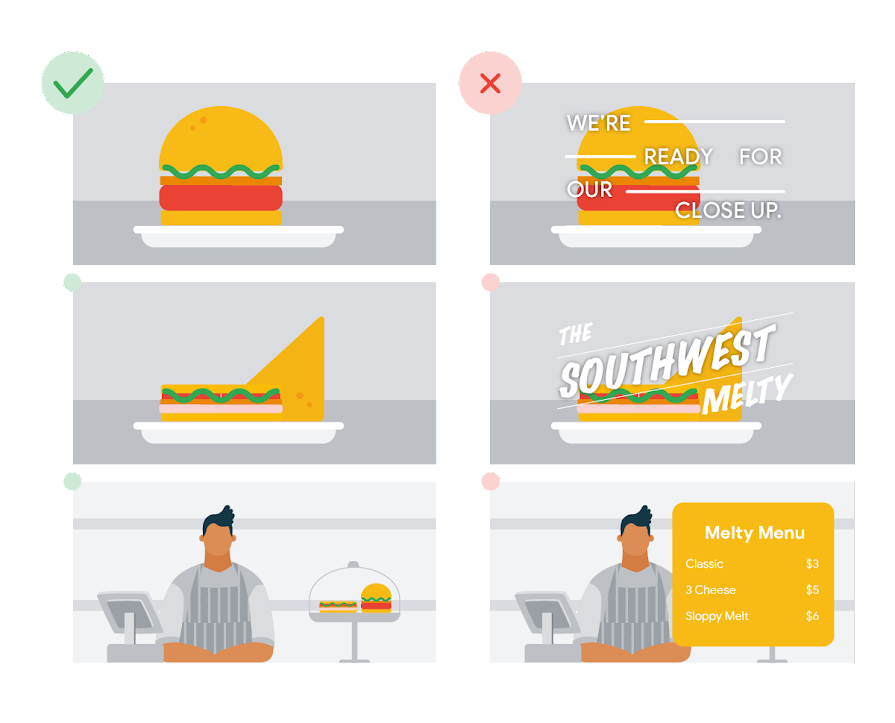 WE'RE
READY FOR
OUR
CLOSE UP.
THE
SOUTHWEST
MELTY
Melty Menu
Classic $3
3 Cheese $5
Sloppy Melt $6